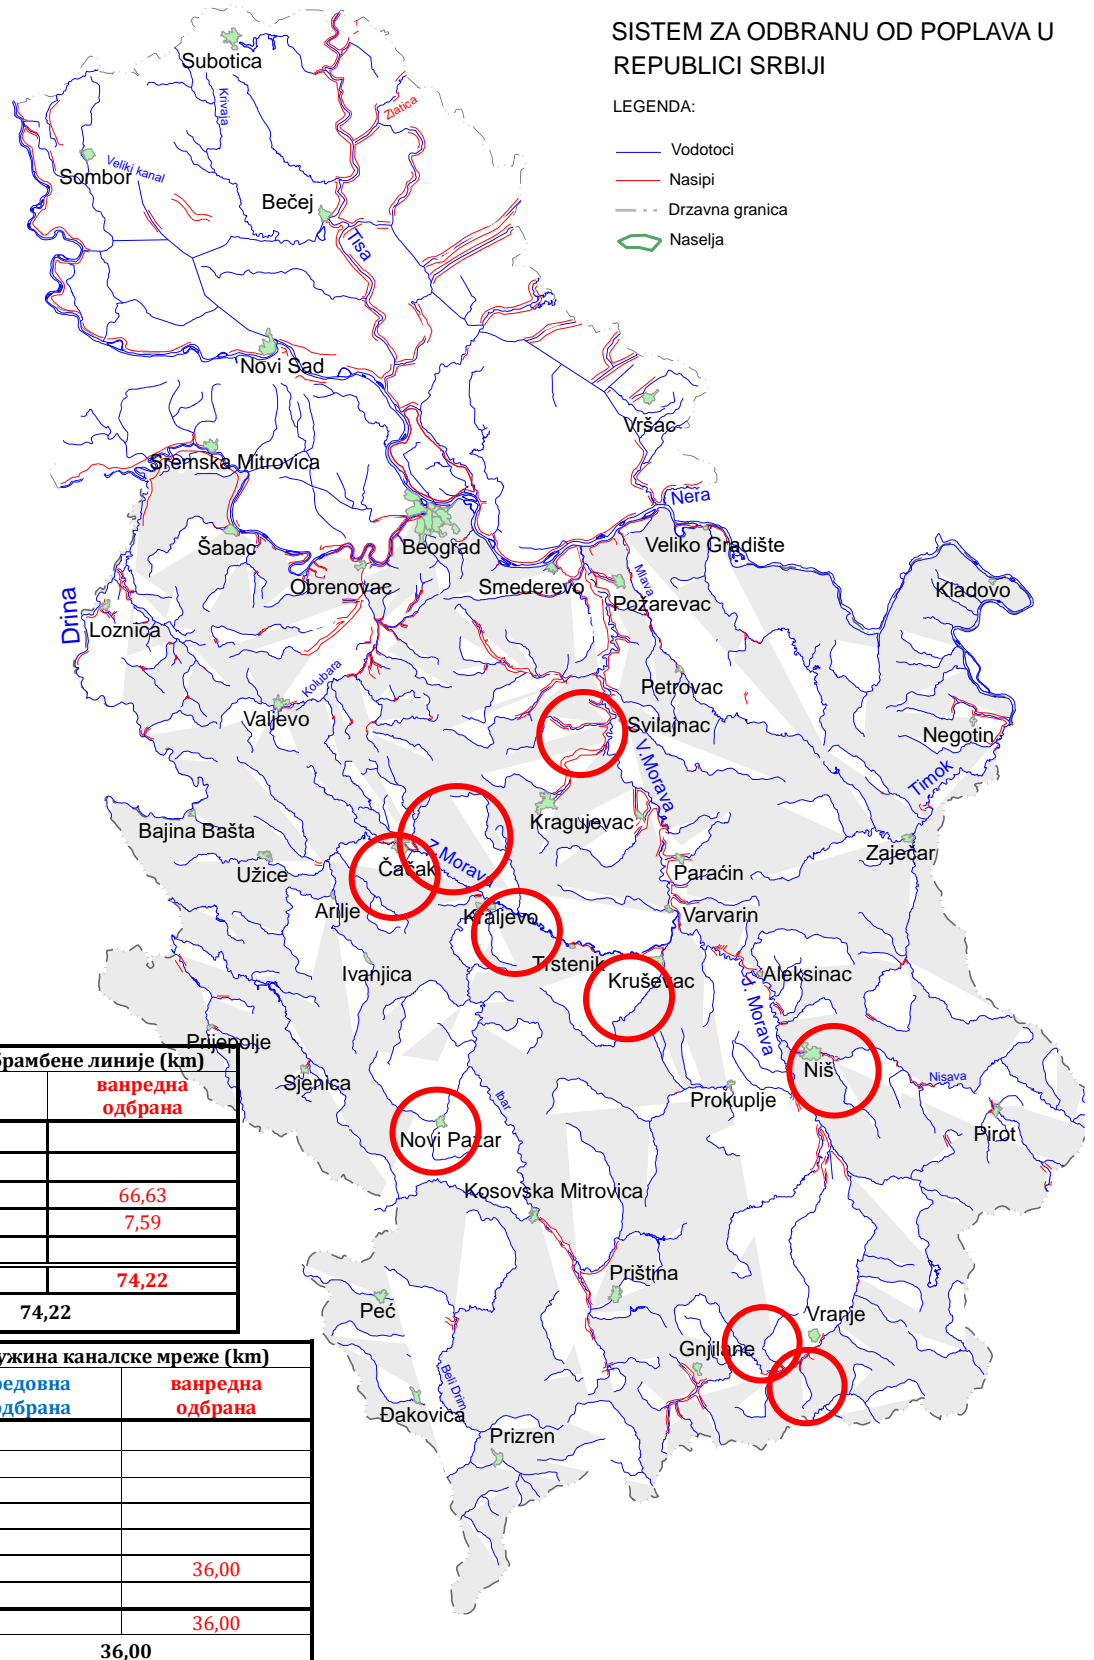 SISTEM ZA ODBRANU OD POPLAVA U
REPUBLICI SRBIJI
LEGENDA:
Vodotoci
Nasipi
Drzavna granica
Naselja
Subotica
Krivaja
Zlatica
Sombor
Veliki kanal
Bečej
Tisa
Novi Sad
Vršac
Sremska Mitrovica
Nera
Šabac
Beograd
Veliko Gradište
Obrenovac
Smederevo
Mlava
Požarevac
Kladovo
Drina
Loznica
Kolubara
Petrovac
Valjevo
Svilajnac
Negotin
V.Morava
Timok
Bajina Bašta
Kragujevac
Zaječar
Užice
Čačak
Z.Morava
Paraćin
Arilje
Kraljevo
Varvarin
Ivanjica
Trstenik
Kruševac
Aleksinac
J. Morava
Prijepolje
Sjenica
Ibar
Niš
Nisava
Prokuplje
Pirot
Novi Pazar
Kosovska Mitrovica
Priština
Peć
Vranje
Gnjilane
Beli Drim
Đakovica
Prizren
брамбене линије (km)
ванредна
одбрана
66,63
7,59
74,22
74,22
ужина каналске мреже (km)
редовна
одбрана
ванредна
одбрана
36,00
36,00
36,00